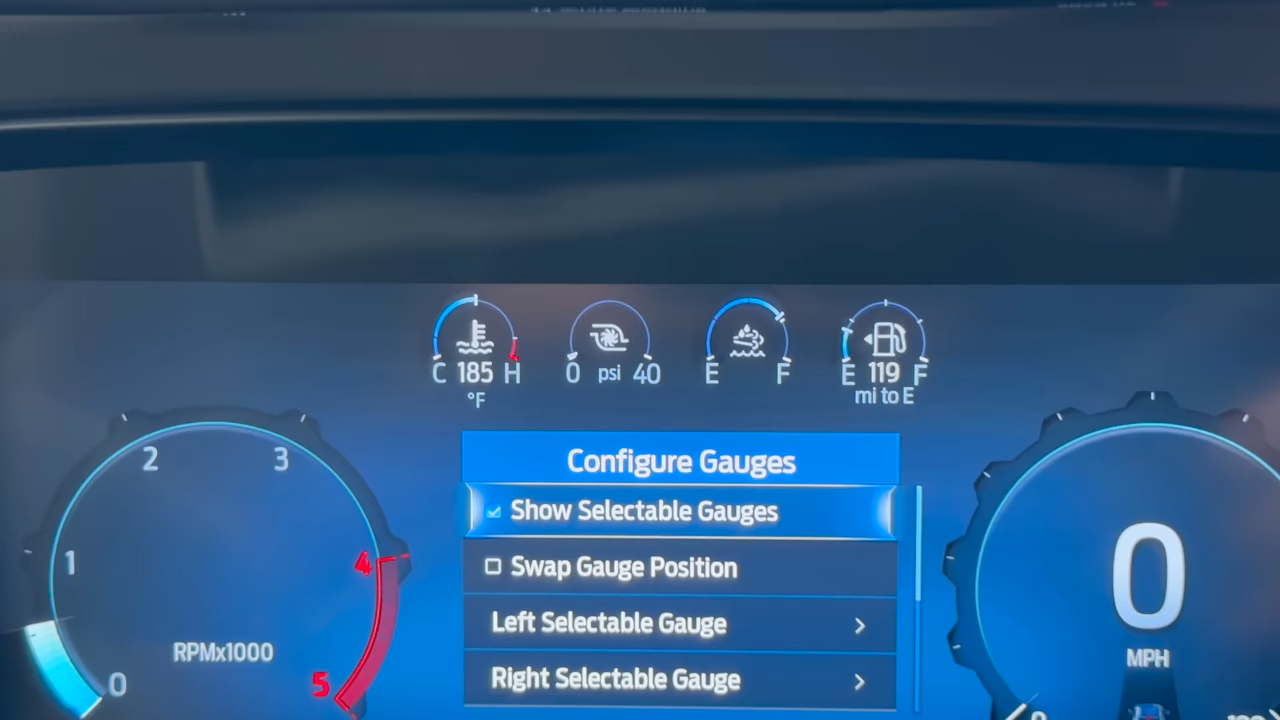 C 185 H
°F
0 psi 40
E F
E 119 F
mi to E
Configure Gauges
Show Selectable Gauges
Swap Gauge Position
Left Selectable Gauge
Right Selectable Gauge
0
1
2
3
4
5
RPMx1000
0
MPH